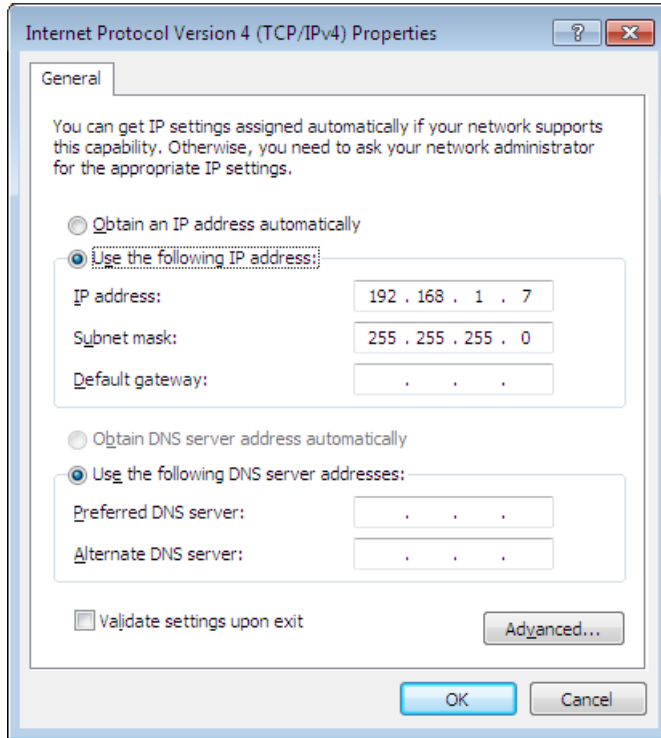 Internet Protocol Version 4 (TCP/IPv4) Properties
General
You can get IP settings assigned automatically if your network supports
this capability. Otherwise, you need to ask your network administrator
for the appropriate IP settings.
Obtain an IP address automatically
Use the following IP address:
IP address: 192 . 168 . 1 . 7
Subnet mask: 255 . 255 . 255 . 0
Default gateway: . . .
Obtain DNS server address automatically
Use the following DNS server addresses:
Preferred DNS server: . . .
Alternate DNS server: . . .
Validate settings upon exit
Advanced...
OK Cancel